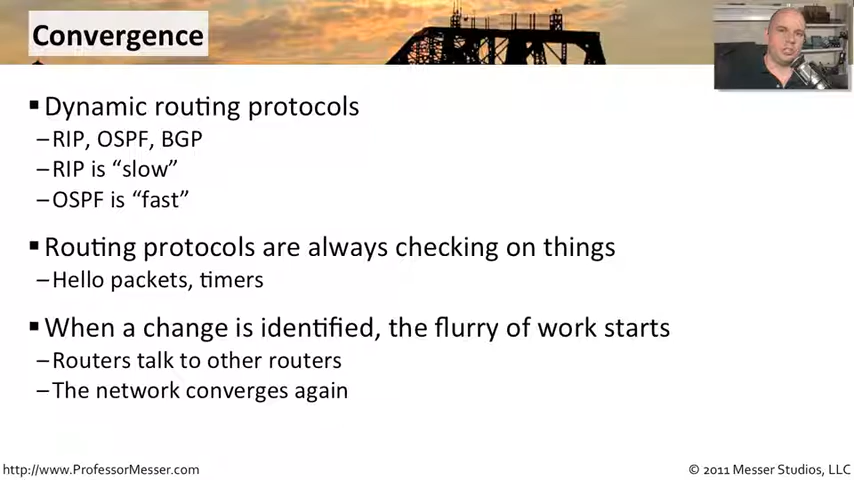 Convergence
▪Dynamic routing protocols
–RIP, OSPF, BGP
–RIP is “slow”
–OSPF is “fast”
▪Routing protocols are always checking on things
–Hello packets, timers
▪When a change is identified, the flurry of work starts
–Routers talk to other routers
–The network converges again
http://www.ProfessorMesser.com
© 2011 Messer Studios, LLC